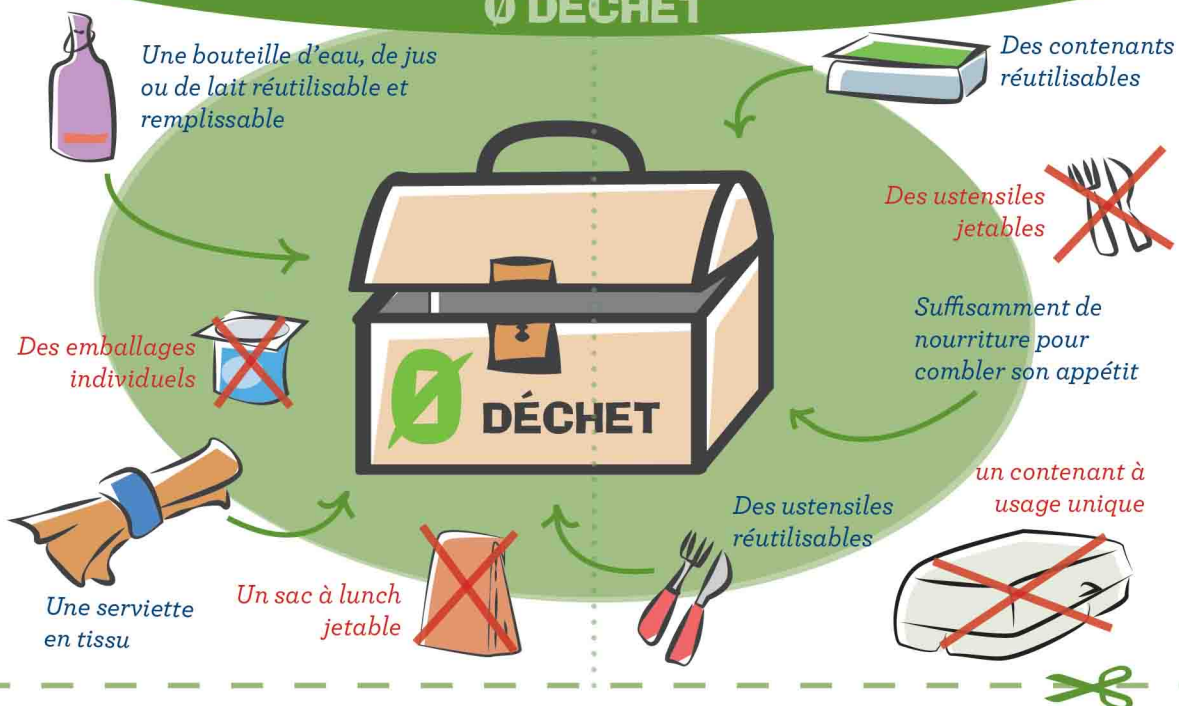 Ø DÉCHET
Une bouteille d'eau, de jus
ou de lait réutilisable et
remplissable
Des contenants
réutilisables
Des ustensiles
jetables
Des emballages
individuels
Suffisamment de
nourriture pour
combler son appétit
Ø DÉCHET
un contenant à
usage unique
Des ustensiles
réutilisables
Un sac à lunch
jetable
Une serviette
en tissu